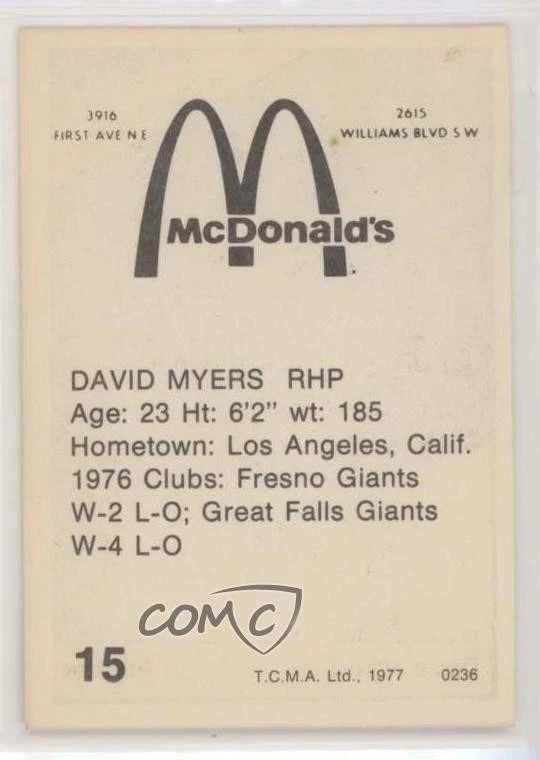 3916
FIRST AVE N E
2615
WILLIAMS BLVD S W
McDonald's
DAVID MYERS RHP
Age: 23 Ht: 6'2" wt: 185
Hometown: Los Angeles, Calif.
1976 Clubs: Fresno Giants
W-2 L-O; Great Falls Giants
W-4 L-O
COMC
15
T.C.M.A. Ltd., 1977 0236